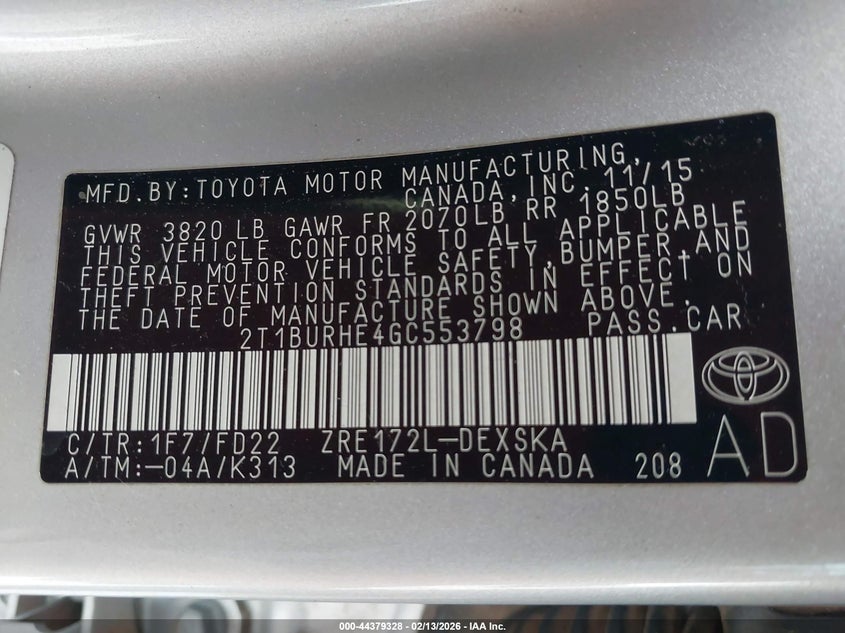 MFD.BY:TOYOTA MOTOR MANUFACTURING,
CANADA,INC. 11/15
GVWR 3820 LB GAWR FR 2070LB RR 1850LB
THIS VEHICLE CONFORMS TO ALL APPLICABLE
FEDERAL MOTOR VEHICLE SAFETY,BUMPER,AND
THEFT PREVENTION STANDARDS IN EFFECT ON
THE DATE OF MANUFACTURE SHOWN ABOVE.
2T1BURHE4GC553798 PASS.CAR
C/TR:1F7/FD22 ZRE172L-DEXSKA
A/TM:-04A/K313 MADE IN CANADA 208 AD
000-44379328 - 02/13/2026 - IAA Inc.